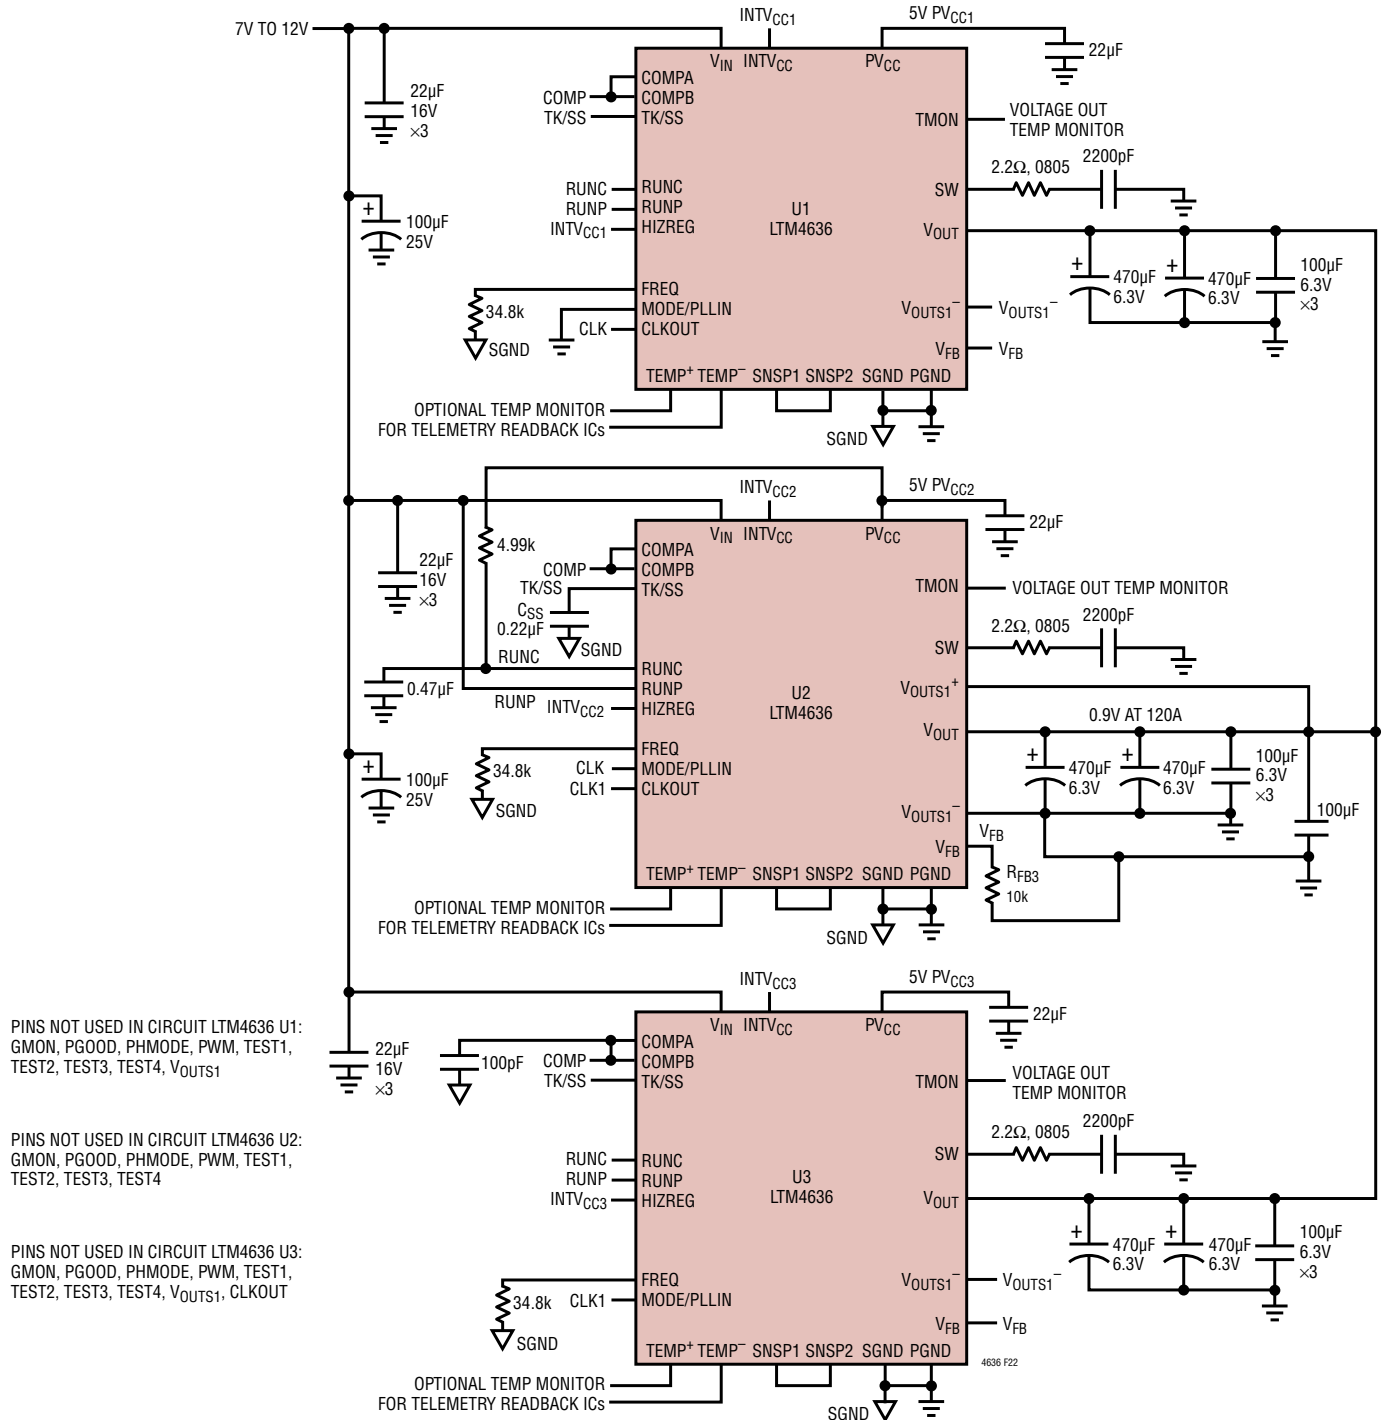 7V TO 12V
INTVCC1
5V PVCC1
22µF
VIN INTVCC PVCC
22µF
16V
×3
COMP
TK/SS
COMPA
COMPB
TK/SS
TMON
VOLTAGE OUT
TEMP MONITOR
2.2Ω, 0805
2200pF
SW
100µF
25V
RUNC
RUNP
INTVCC1
RUNC
RUNP
HIZREG
U1
LTM4636
VOUT
470µF
6.3V
470µF
6.3V
100µF
6.3V
×3
FREQ
MODE/PLLIN
CLKOUT
34.8k
SGND
CLK
VOUTS1–
VOUTS1–
VFB
VFB
TEMP+ TEMP– SNSP1 SNSP2 SGND PGND
OPTIONAL TEMP MONITOR
FOR TELEMETRY READBACK ICs
SGND
INTVCC2
5V PVCC2
22µF
VIN INTVCC PVCC
4.99k
22µF
16V
×3
COMP
TK/SS
CSS
0.22µF
SGND
COMPA
COMPB
TK/SS
TMON
VOLTAGE OUT TEMP MONITOR
2.2Ω, 0805
2200pF
SW
RUNC
0.47µF
RUNP
INTVCC2
RUNC
RUNP
HIZREG
U2
LTM4636
VOUTS1+
0.9V AT 120A
VOUT
470µF
6.3V
470µF
6.3V
100µF
6.3V
×3
100µF
100µF
25V
34.8k
SGND
CLK
CLK1
FREQ
MODE/PLLIN
CLKOUT
VOUTS1–
VFB
VFB
RFB3
10k
TEMP+ TEMP– SNSP1 SNSP2 SGND PGND
OPTIONAL TEMP MONITOR
FOR TELEMETRY READBACK ICs
SGND
INTVCC3
5V PVCC3
22µF
VIN INTVCC PVCC
PINS NOT USED IN CIRCUIT LTM4636 U1:
GMON, PGOOD, PHMODE, PWM, TEST1,
TEST2, TEST3, TEST4, VOUTS1
22µF
16V
×3
100pF
COMP
TK/SS
COMPA
COMPB
TK/SS
TMON
VOLTAGE OUT
TEMP MONITOR
2.2Ω, 0805
2200pF
SW
PINS NOT USED IN CIRCUIT LTM4636 U2:
GMON, PGOOD, PHMODE, PWM, TEST1,
TEST2, TEST3, TEST4
RUNC
RUNP
INTVCC3
RUNC
RUNP
HIZREG
U3
LTM4636
VOUT
470µF
6.3V
470µF
6.3V
100µF
6.3V
×3
PINS NOT USED IN CIRCUIT LTM4636 U3:
GMON, PGOOD, PHMODE, PWM, TEST1,
TEST2, TEST3, TEST4, VOUTS1, CLKOUT
34.8k
SGND
CLK1
FREQ
MODE/PLLIN
VOUTS1–
VOUTS1–
VFB
VFB
TEMP+ TEMP– SNSP1 SNSP2 SGND PGND
4636 F22
OPTIONAL TEMP MONITOR
FOR TELEMETRY READBACK ICs
SGND